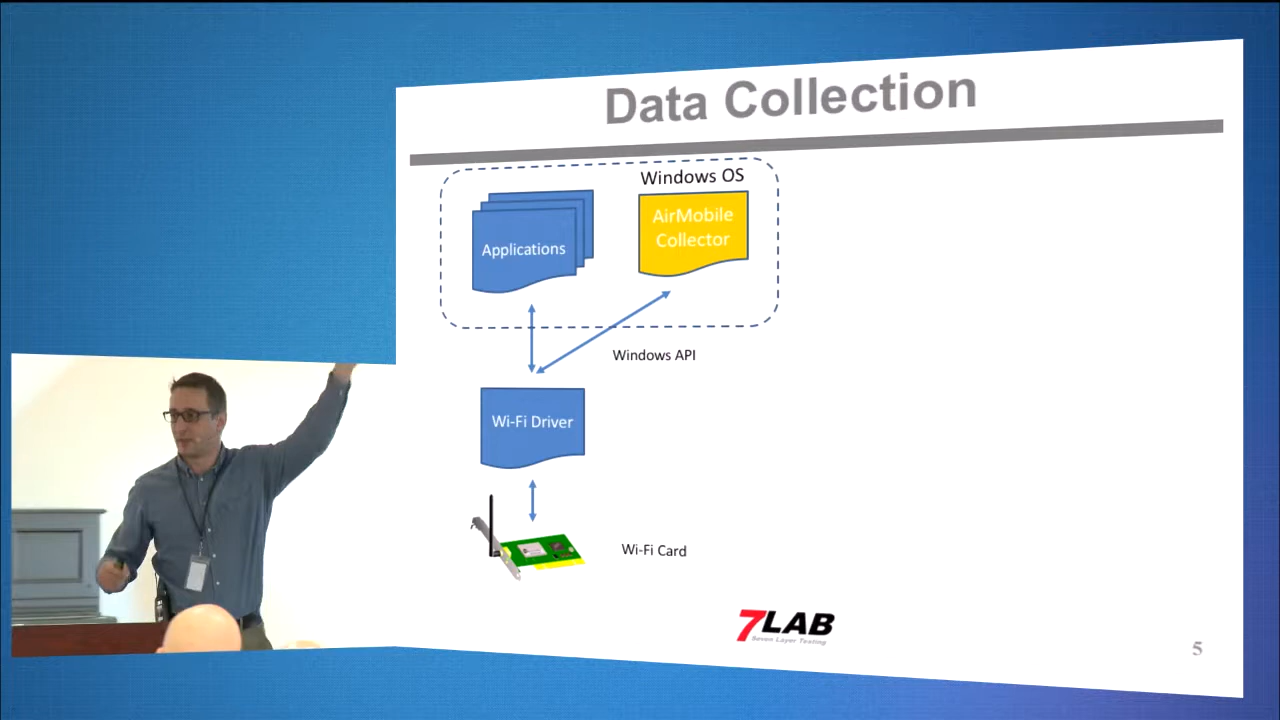 Data Collection
Windows OS
Applications
AirMobile
Collector
Windows API
Wi-Fi Driver
Wi-Fi Card
7LAB
Seven Layer Testing
5